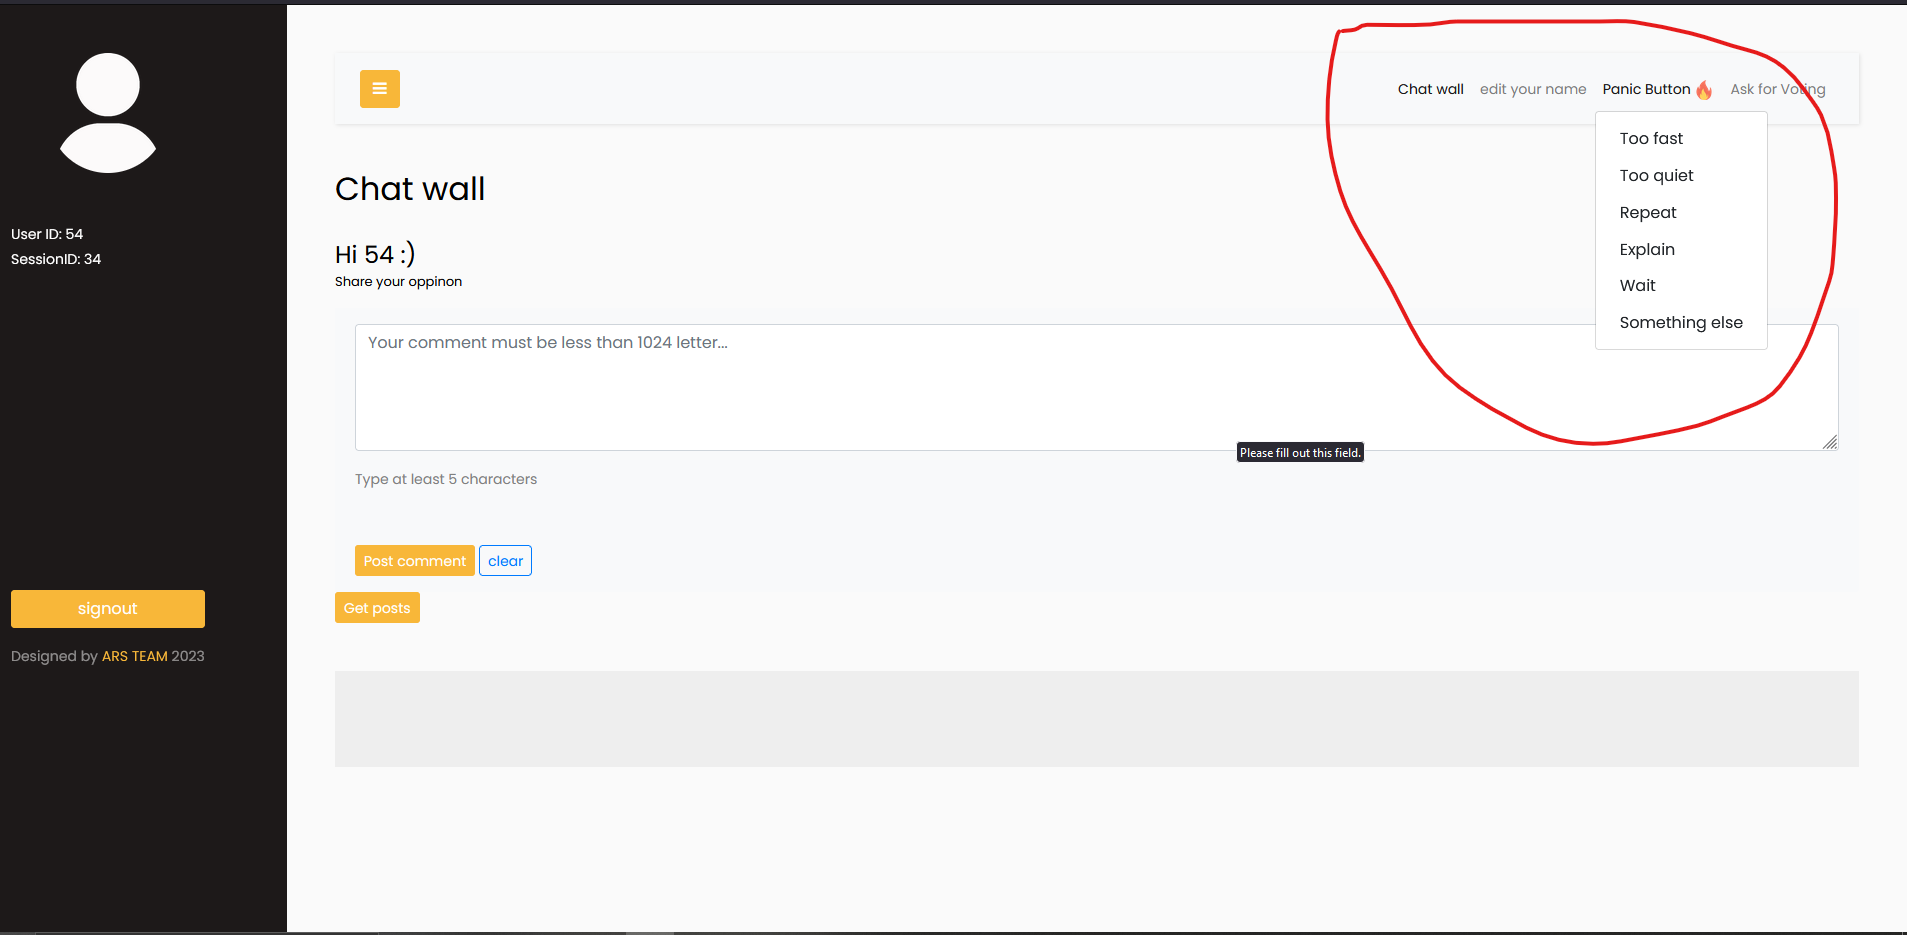 User ID: 54
SessionID: 34
signout
Designed by ARS TEAM 2023
Chat wall edit your name Panic Button 🔥 Ask for Voting
Too fast
Too quiet
Repeat
Explain
Wait
Something else
Chat wall
Hi 54 :)
Share your oppinon
Your comment must be less than 1024 letter...
Please fill out this field.
Type at least 5 characters
Post comment clear
Get posts